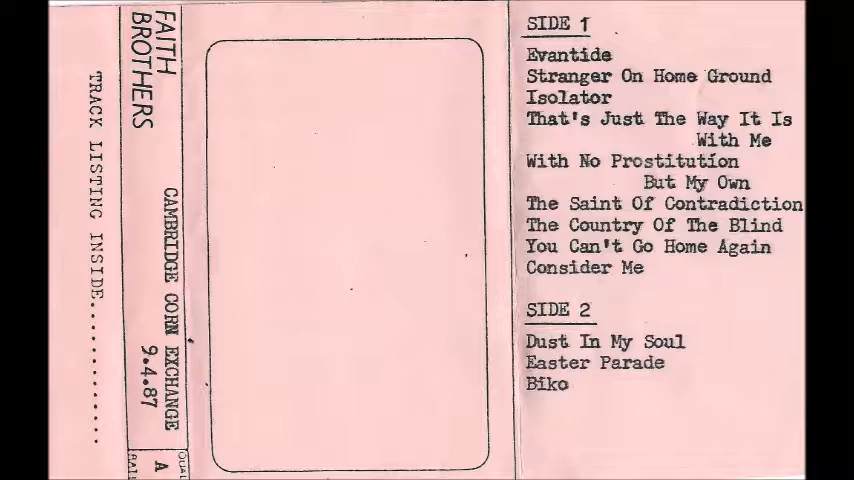 FAITH
BROTHERS
CAMBRIDGE CORN EXCHANGE
9.4.87
TRACK LISTING INSIDE.............
QUAL
A
RATI
SIDE 1
Evantide
Stranger On Home Ground
Isolator
That's Just The Way It Is
With Me
With No Prostitution
But My Own
The Saint Of Contradiction
The Country Of The Blind
You Can't Go Home Again
Consider Me
SIDE 2
Dust In My Soul
Easter Parade
Biko